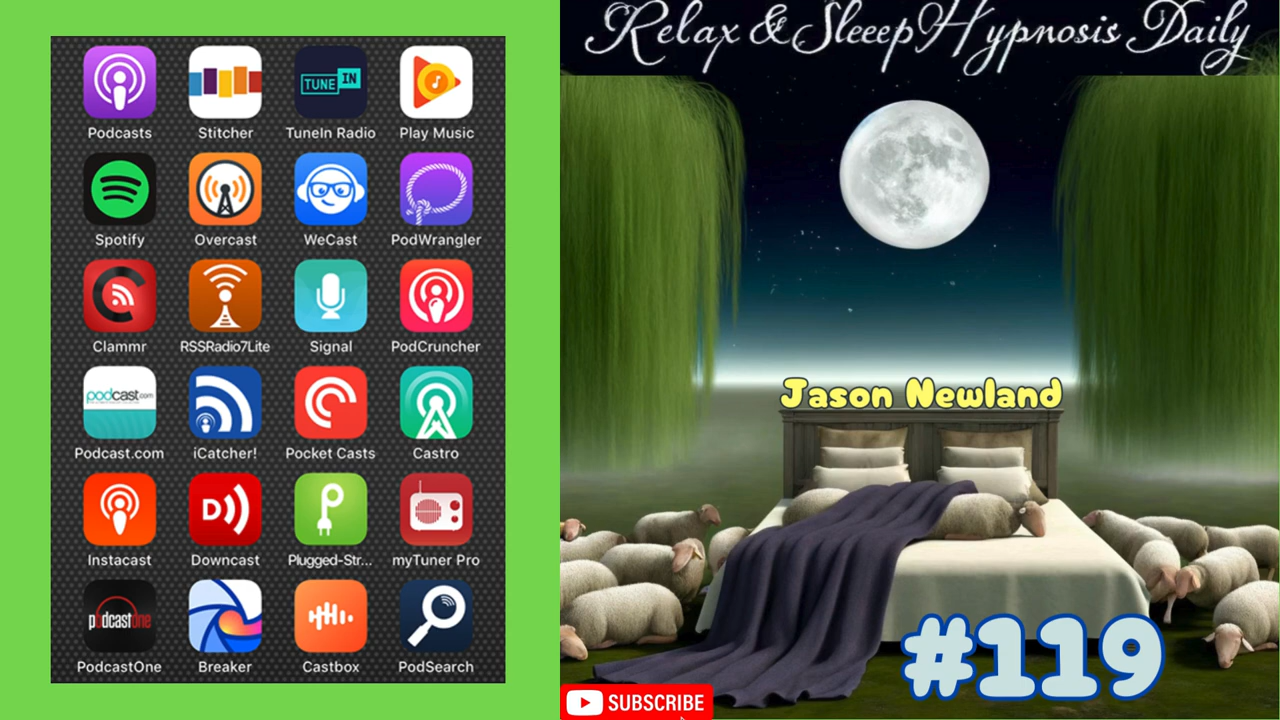 TUNE IN
Podcasts Stitcher TuneIn Radio Play Music
Spotify Overcast WeCast PodWrangler
Clammr RSSRadio7Lite Signal PodCruncher
podcast.com
Podcast.com iCatcher! Pocket Casts Castro
D
Instacast Downcast Plugged-Str... myTuner Pro
podcastone
PodcastOne Breaker Castbox PodSearch
Relax & Sleeep Hypnosis Daily
Jason Newland
#119
SUBSCRIBE